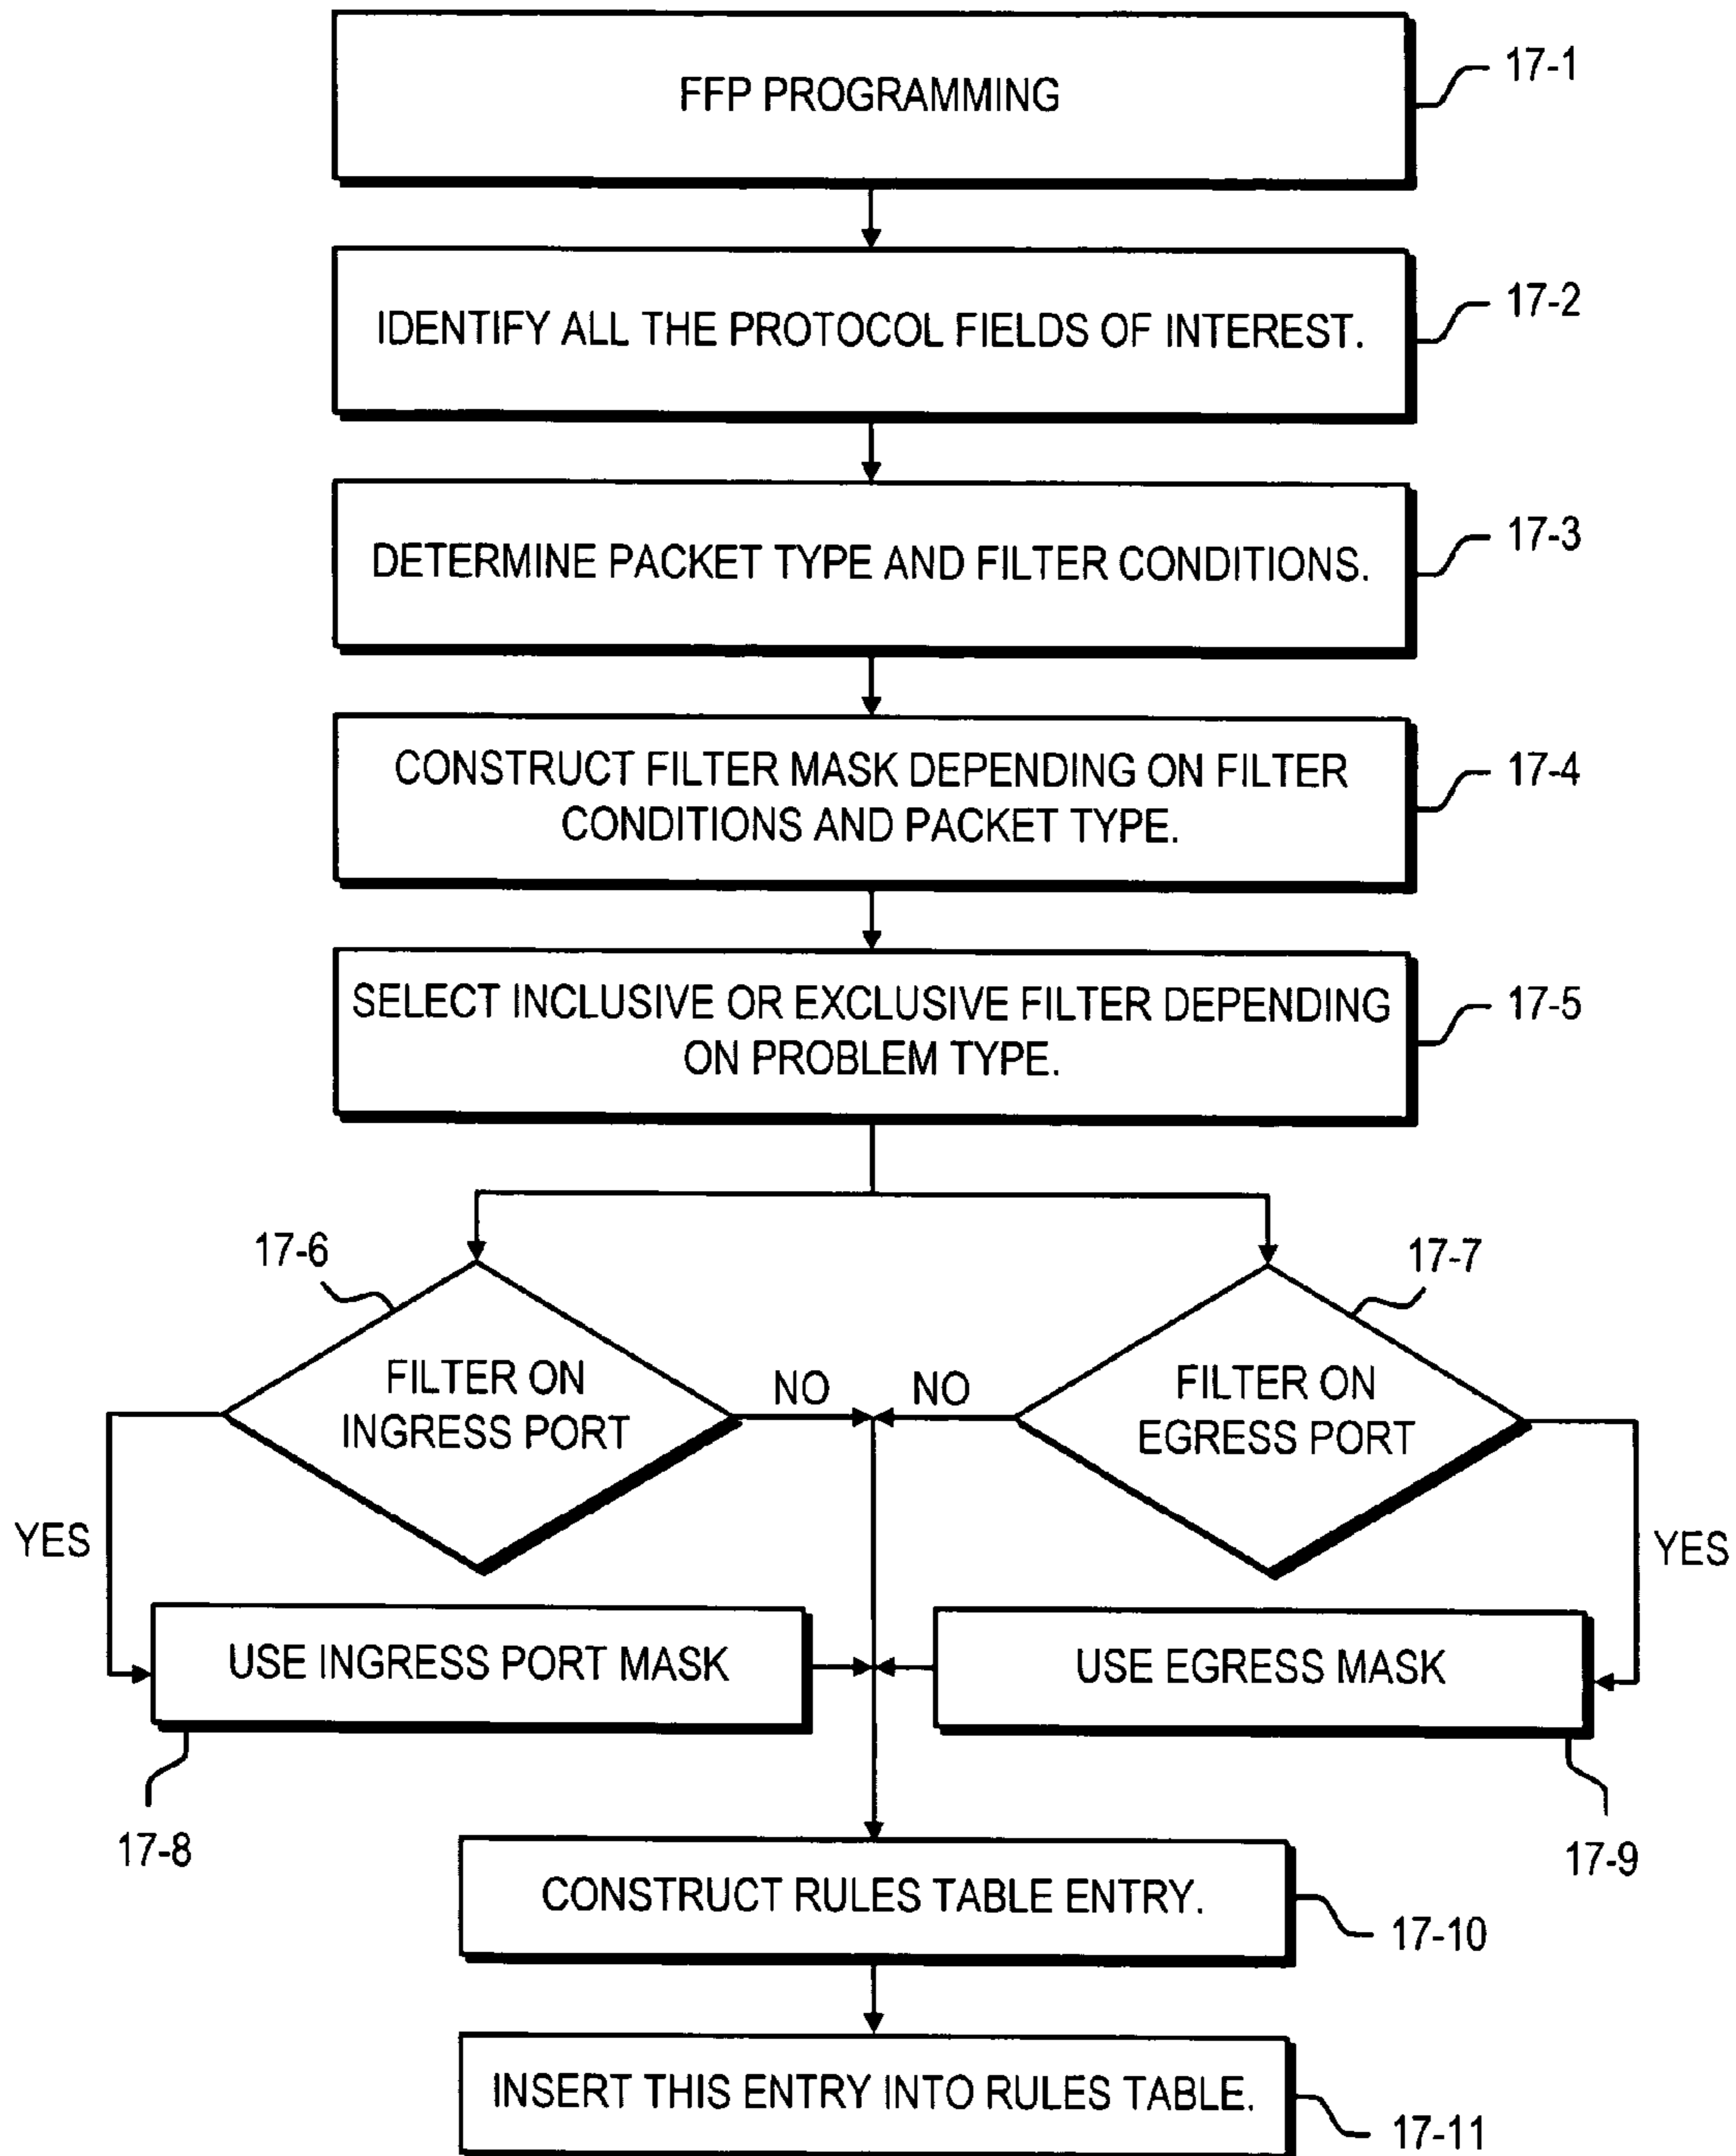 FFP PROGRAMMING
17-1
IDENTIFY ALL THE PROTOCOL FIELDS OF INTEREST.
17-2
DETERMINE PACKET TYPE AND FILTER CONDITIONS.
17-3
CONSTRUCT FILTER MASK DEPENDING ON FILTER
CONDITIONS AND PACKET TYPE.
17-4
SELECT INCLUSIVE OR EXCLUSIVE FILTER DEPENDING
ON PROBLEM TYPE.
17-5
17-6
17-7
FILTER ON
INGRESS PORT
NO
NO
FILTER ON
EGRESS PORT
YES
YES
USE INGRESS PORT MASK
USE EGRESS MASK
17-8
17-9
CONSTRUCT RULES TABLE ENTRY.
17-10
INSERT THIS ENTRY INTO RULES TABLE.
17-11